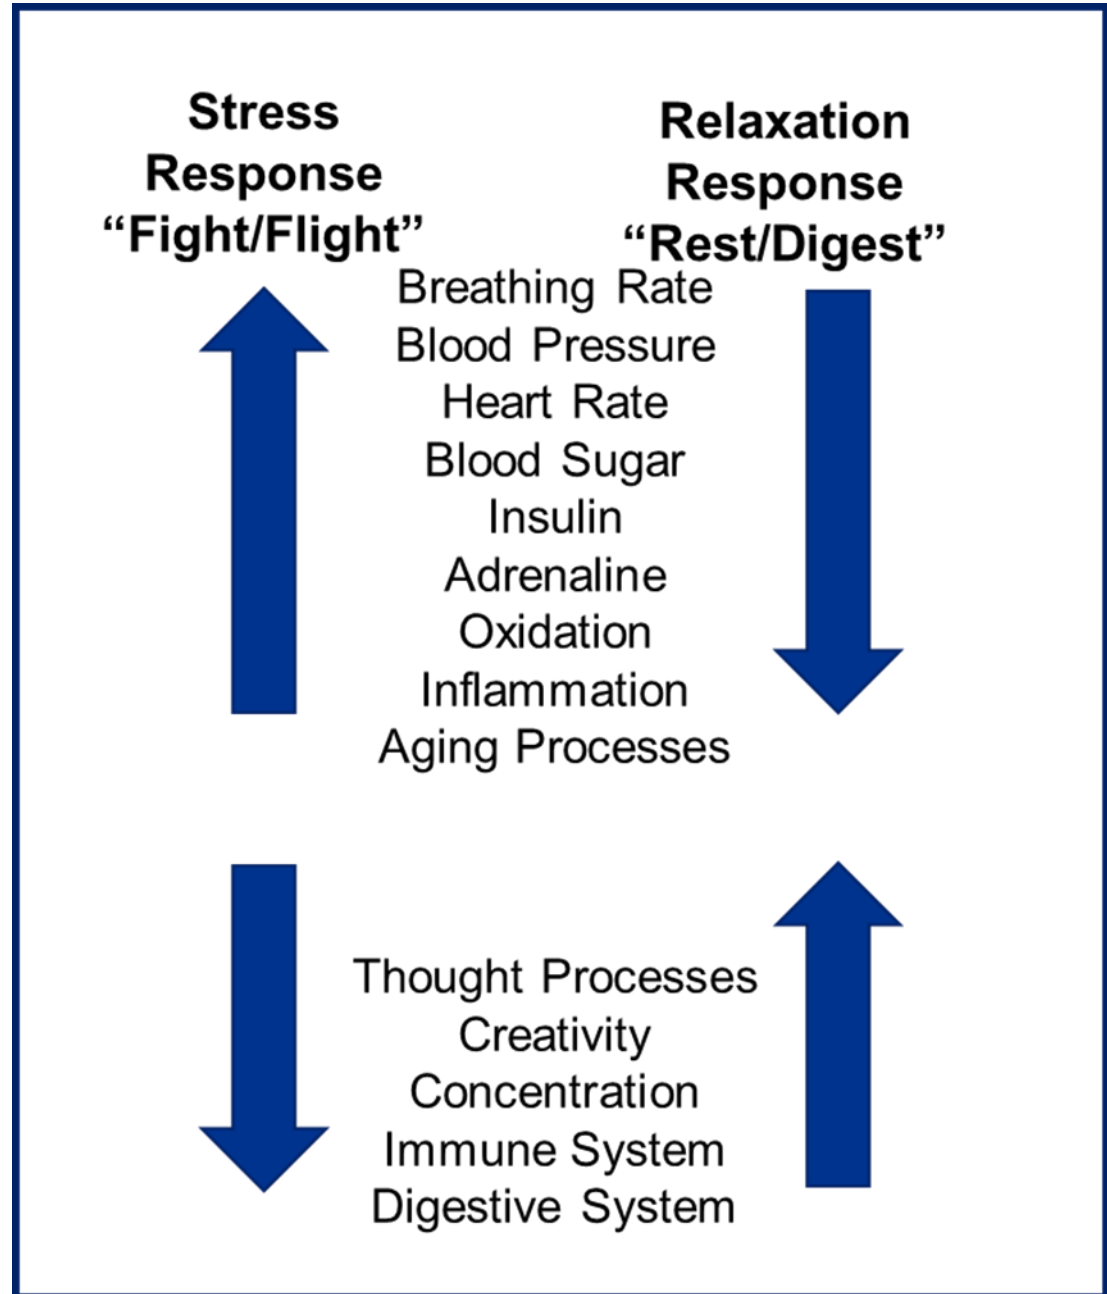 Stress
Response
“Fight/Flight”
Relaxation
Response
“Rest/Digest”
Breathing Rate
Blood Pressure
Heart Rate
Blood Sugar
Insulin
Adrenaline
Oxidation
Inflammation
Aging Processes
Thought Processes
Creativity
Concentration
Immune System
Digestive System